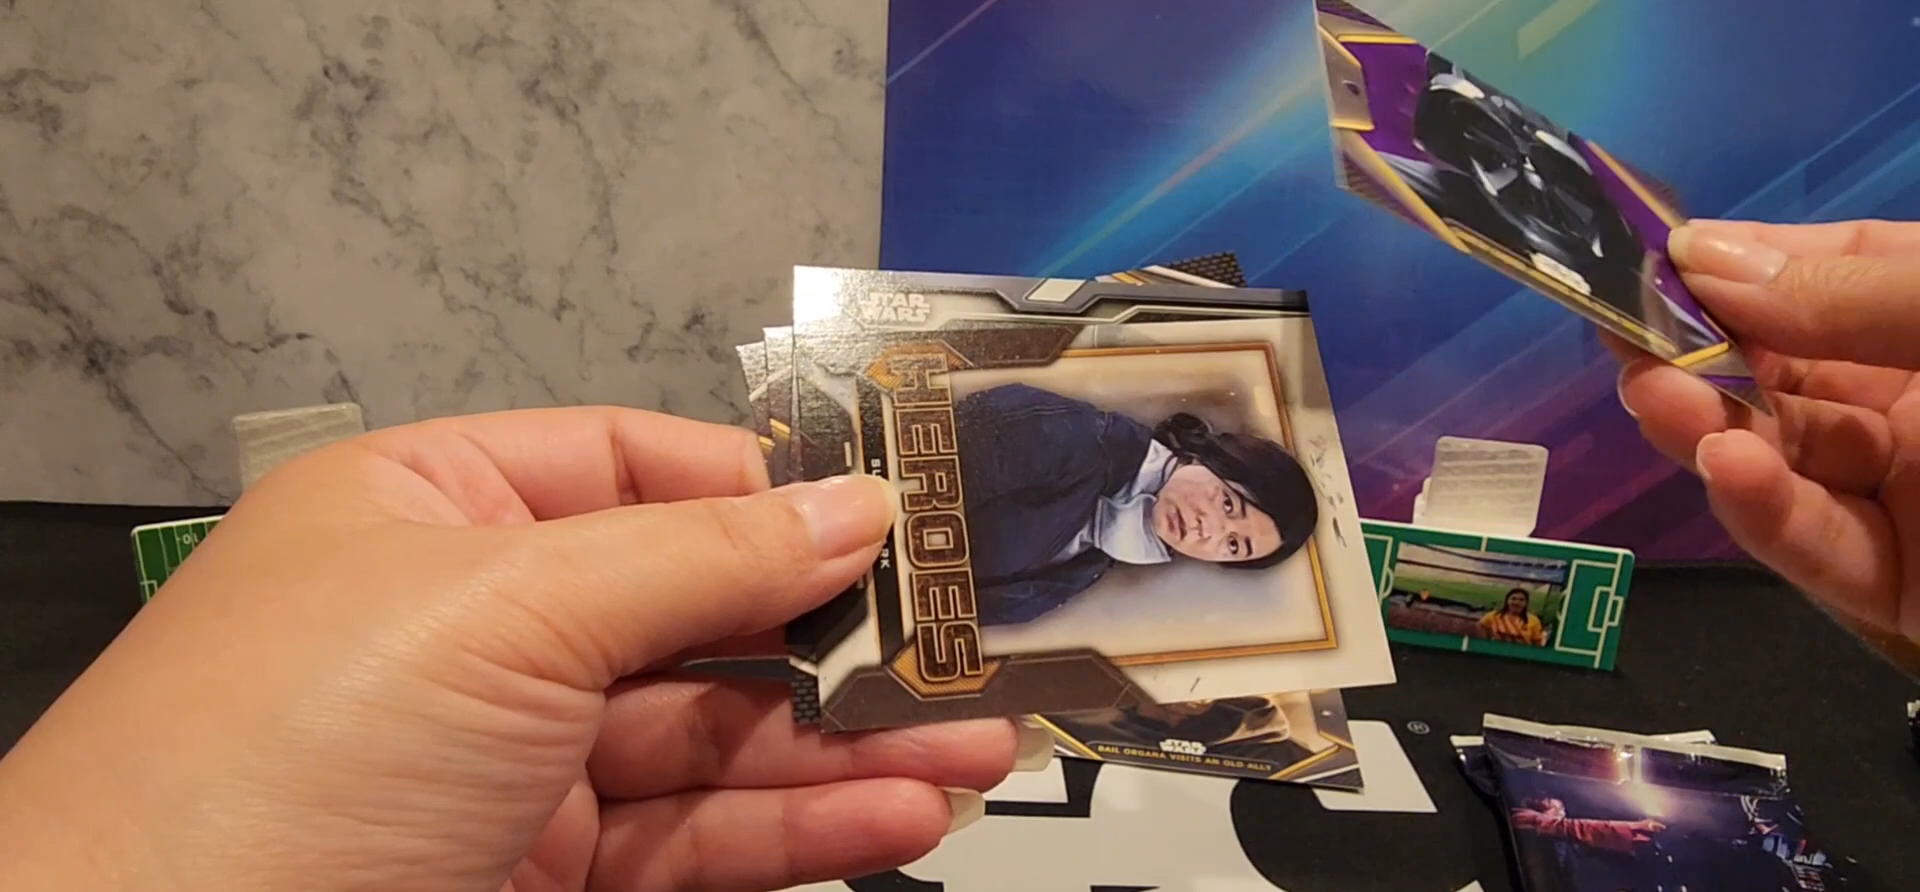 STAR
WARS
HEROES
STAR
WARS
BAIL ORGANA VISITS AN OLD ALLY
®